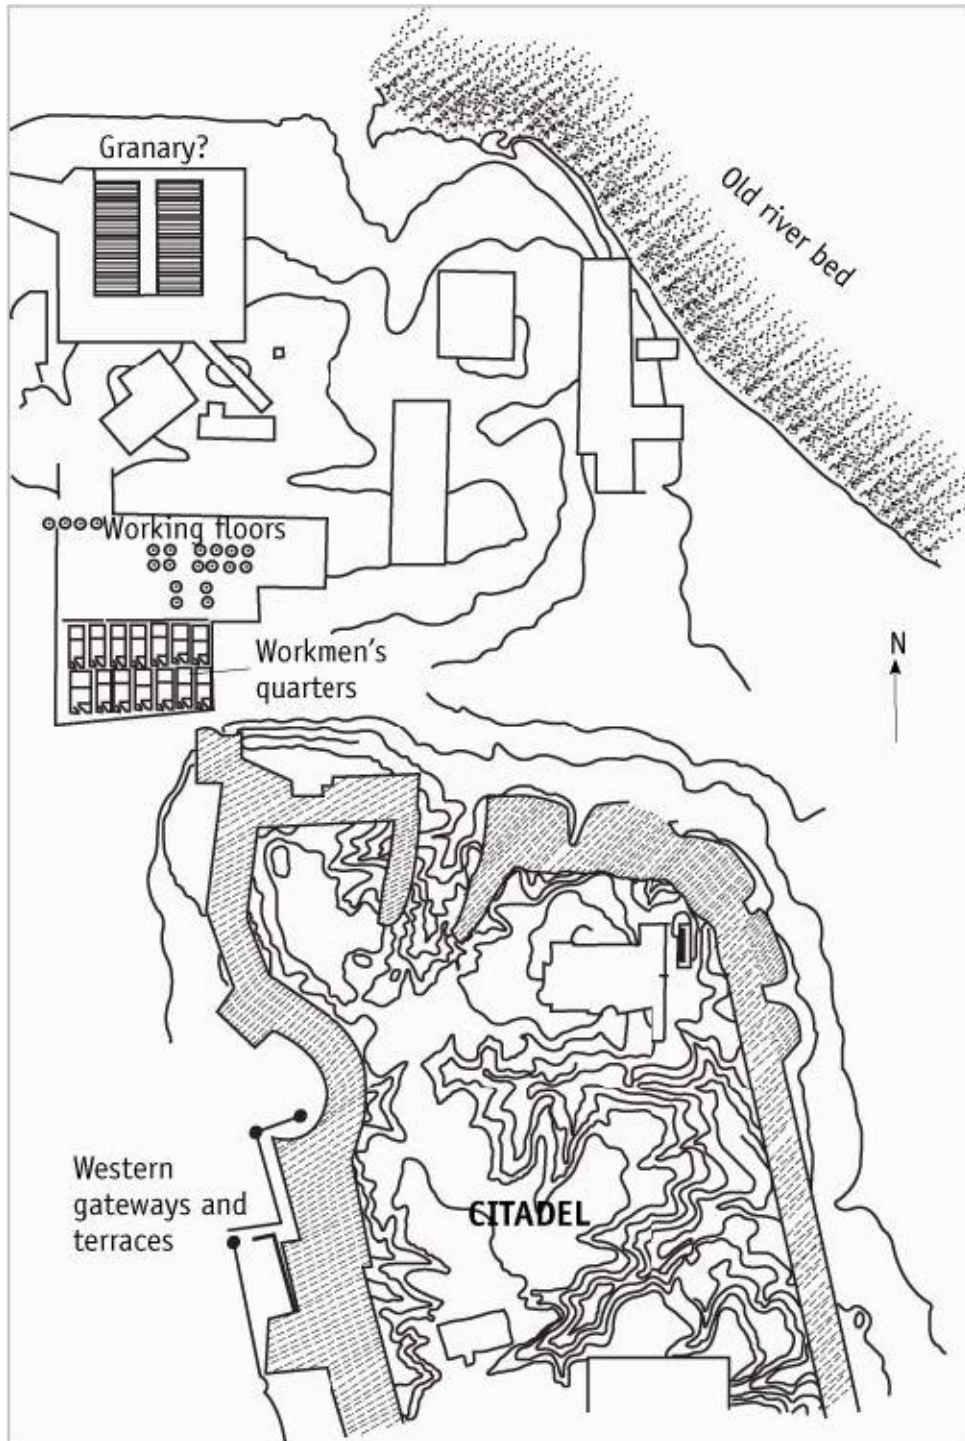 Granary?
Old river bed
Working floors
Workmen's
quarters
N
Western
gateways and
terraces
CITADEL